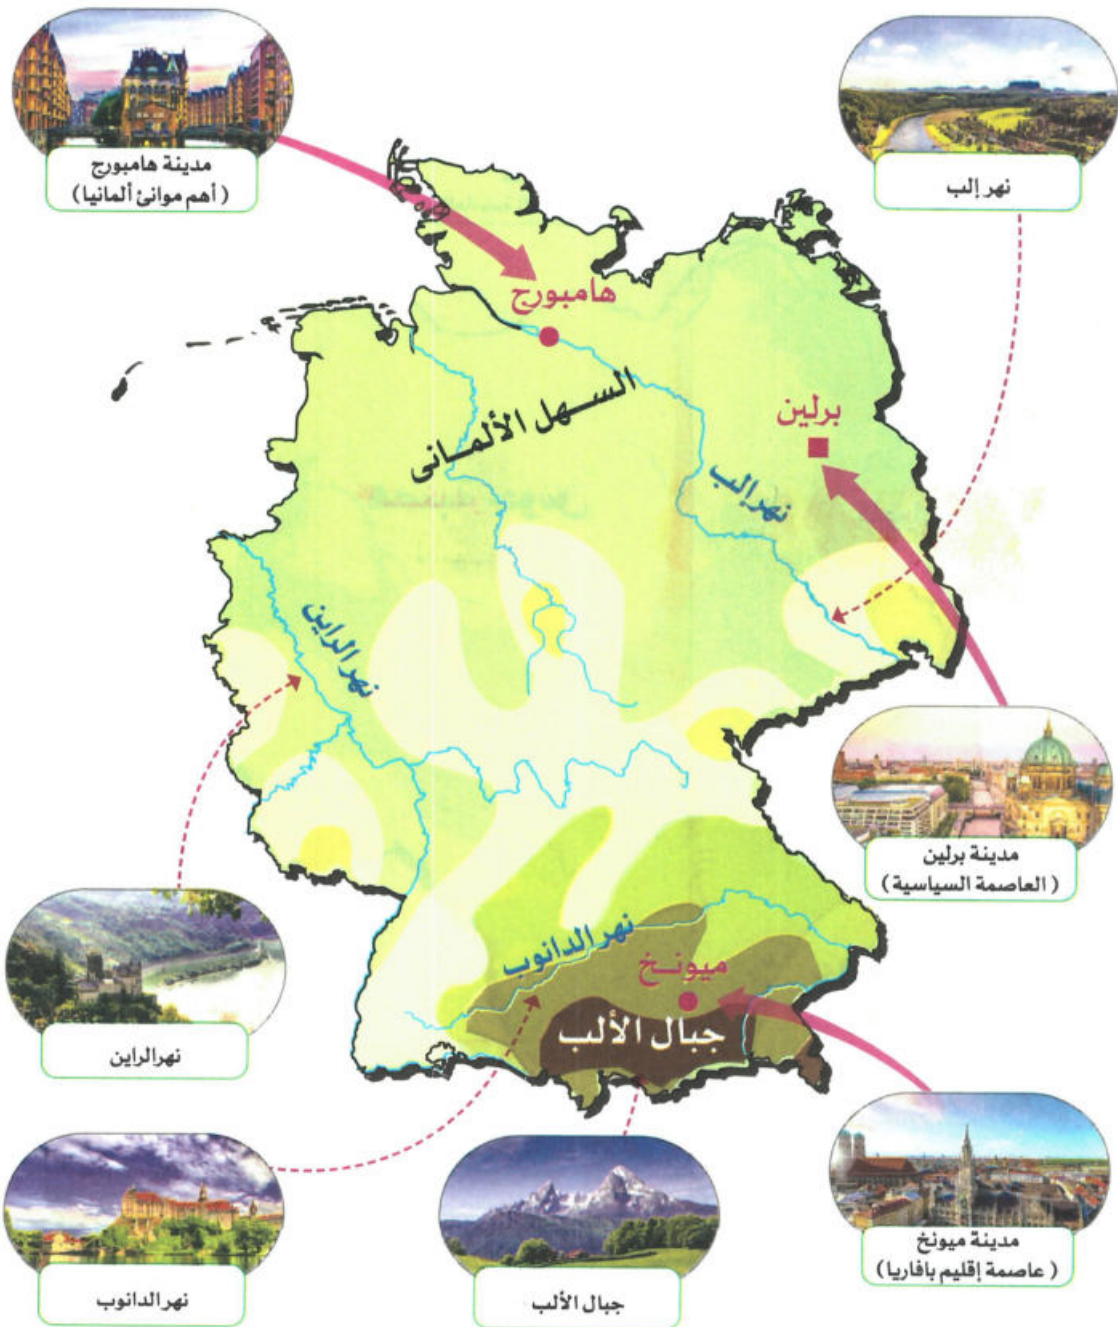 مدينة هامبورج
(أهم موانئ ألمانيا)
نهر إلب
هامبورج
السهل الألمانى
برلين
نهر إلب
نهر الراين
مدينة برلين
(العاصمة السياسية)
نهر الدانوب
ميونخ
جبال الألب
نهر الراين
مدينة ميونخ
(عاصمة إقليم بافاريا)
جبال الألب
نهر الدانوب